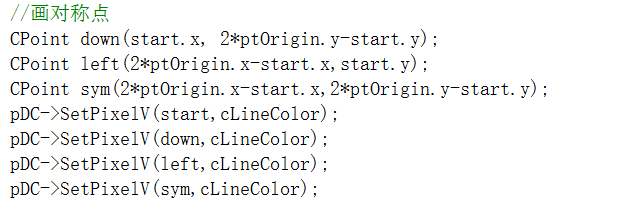 //画对称点
CPoint down(start.x, 2*ptOrigin.y-start.y);
CPoint left(2*ptOrigin.x-start.x,start.y);
CPoint sym(2*ptOrigin.x-start.x,2*ptOrigin.y-start.y);
pDC->SetPixelV(start,cLineColor);
pDC->SetPixelV(down,cLineColor);
pDC->SetPixelV(left,cLineColor);
pDC->SetPixelV(sym,cLineColor);